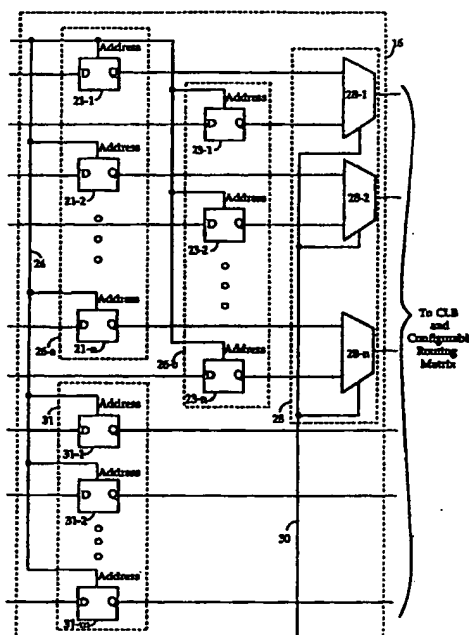 16
Address
D Q
21-1
28-1
Address
D Q
23-1
Address
D Q
21-2
28-2
Address
D Q
23-2
24
Address
D Q
26-a
21-n
28-n
To CLB
and
Configurable
Routing
Matrix
Address
D Q
26-b
23-n
28
31
Address
D Q
31-1
Address
D Q
31-2
30
Address
D Q
31-m